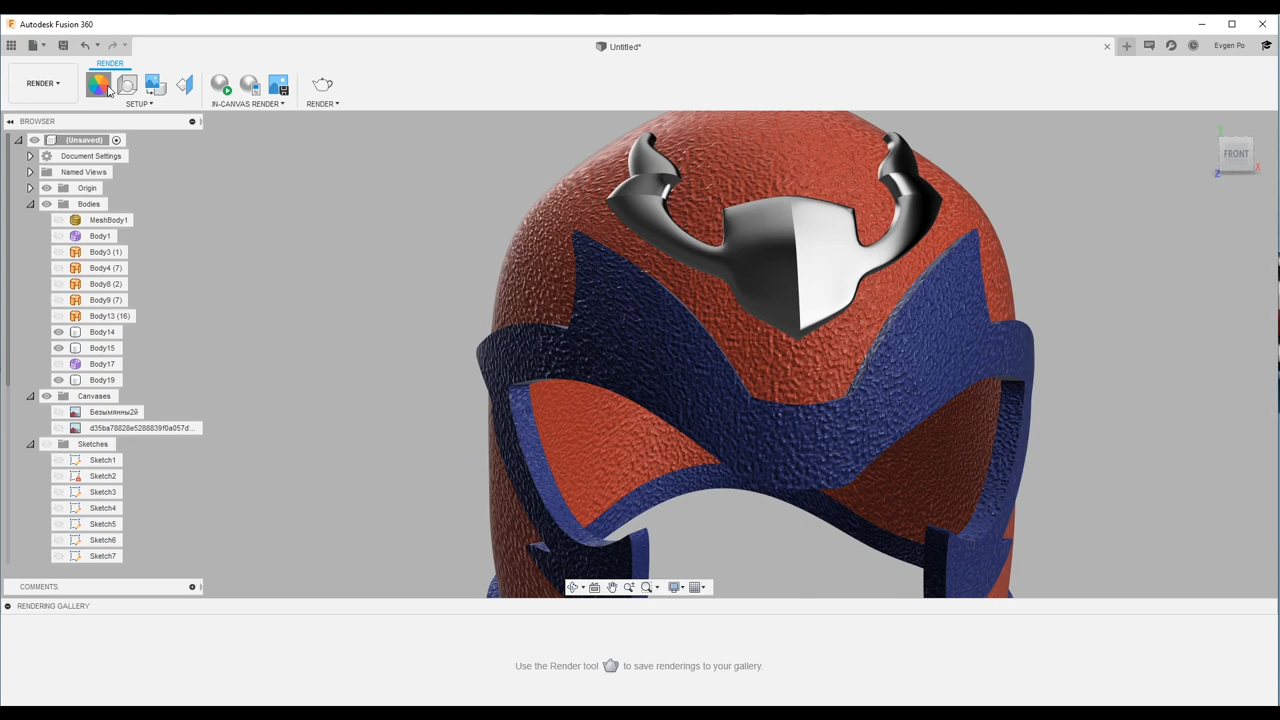 Autodesk Fusion 360
Untitled*
Evgen Po
RENDER
RENDER
SETUP
IN-CANVAS RENDER
RENDER
BROWSER
(Unsaved)
Document Settings
Named Views
Origin
Bodies
MeshBody1
Body1
Body3 (1)
Body4 (7)
Body8 (2)
Body9 (7)
Body13 (16)
Body14
Body15
Body17
Body19
Canvases
Безымянны2й
d35ba78828e5288839f0a057d...
Sketches
Sketch1
Sketch2
Sketch3
Sketch4
Sketch5
Sketch6
Sketch7
Y
FRONT
X
Z
COMMENTS
RENDERING GALLERY
Use the Render tool to save renderings to your gallery.